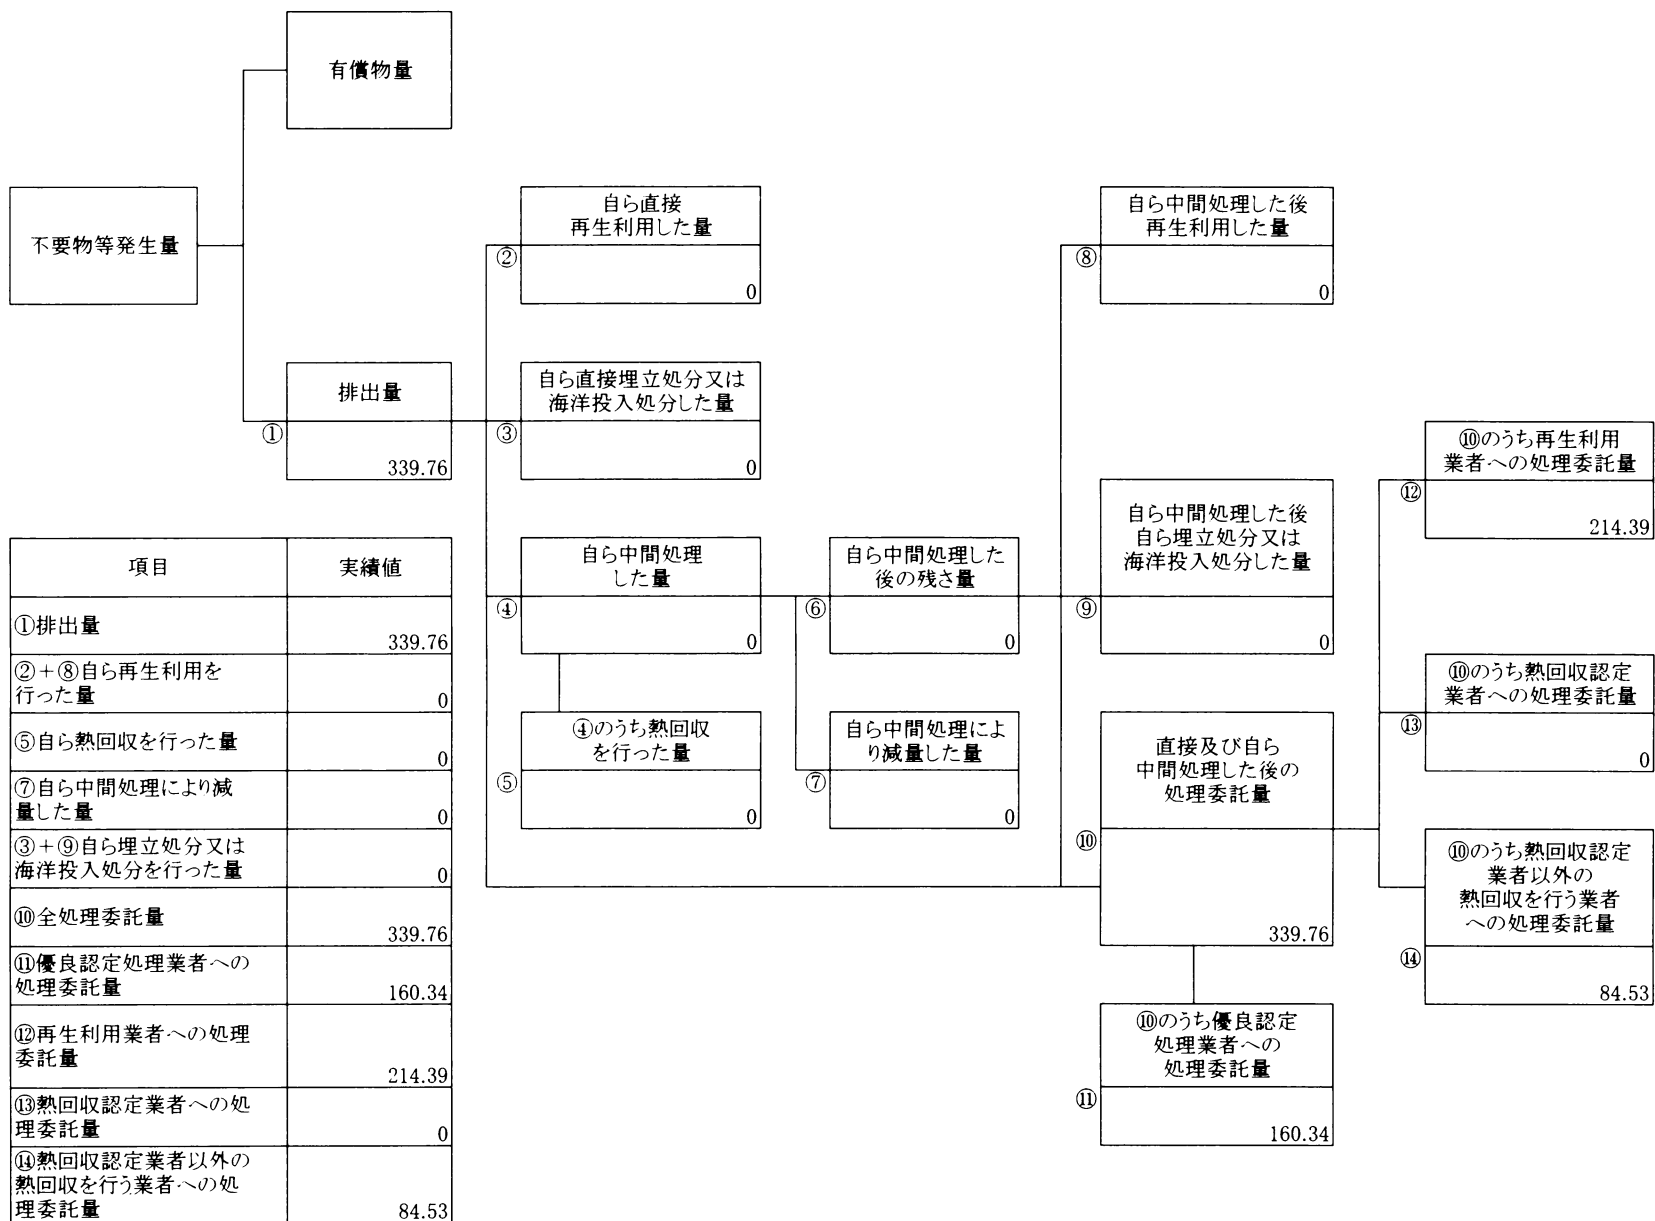 有償物量
不要物等発生量
排出量
①
339.76
自ら直接
再生利用した量
②
0
自ら直接埋立処分又は
海洋投入処分した量
③
0
自ら中間処理
した量
④
0
④のうち熱回収
を行った量
⑤
0
自ら中間処理した
後の残さ量
⑥
0
自ら中間処理によ
り減量した量
⑦
0
自ら中間処理した後
再生利用した量
⑧
0
自ら中間処理した後
自ら埋立処分又は
海洋投入処分した量
⑨
0
直接及び自ら
中間処理した後の
処理委託量
⑩
339.76
⑩のうち優良認定
処理業者への
処理委託量
⑪
160.34
⑩のうち再生利用
業者への処理委託量
⑫
214.39
⑩のうち熱回収認定
業者への処理委託量
⑬
0
⑩のうち熱回収認定
業者以外の
熱回収を行う業者
への処理委託量
⑭
84.53
項目 実績値
①排出量
339.76
②+⑧自ら再生利用を
行った量
0
⑤自ら熱回収を行った量
0
⑦自ら中間処理により減
量した量
0
③+⑨自ら埋立処分又は
海洋投入処分を行った量
0
⑩全処理委託量
339.76
⑪優良認定処理業者への
処理委託量
160.34
⑫再生利用業者への処理
委託量
214.39
⑬熱回収認定業者への処
理委託量
0
⑭熱回収認定業者以外の
熱回収を行う業者への処
理委託量
84.53